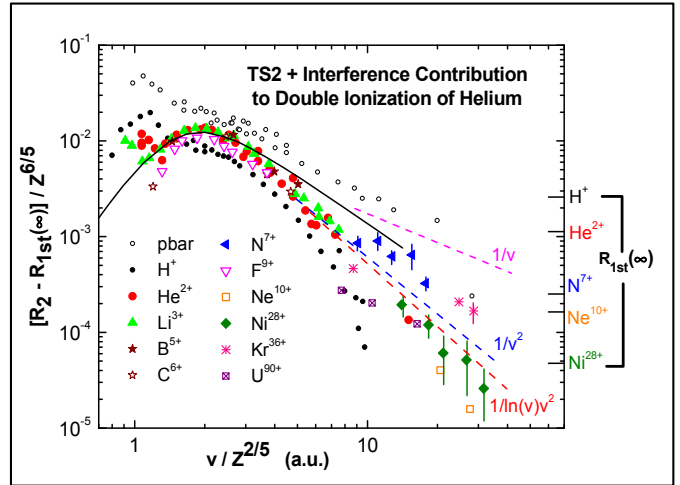 TS2 + Interference Contribution
to Double Ionization of Helium
[R₂ - R₁ₛₜ(∞)] / Z^{6/5}
10⁻¹
10⁻²
10⁻³
10⁻⁴
10⁻⁵
pbar
H⁺
He²⁺
Li³⁺
B⁵⁺
C⁶⁺
N⁷⁺
F⁹⁺
Ne¹⁰⁺
Ni²⁸⁺
Kr³⁶⁺
U⁹⁰⁺
1/v
1/v²
1/ln(v)v²
H⁺
He²⁺
N⁷⁺
Ne¹⁰⁺
Ni²⁸⁺
R₁ₛₜ(∞)
1
10
v / Z^{2/5} (a.u.)